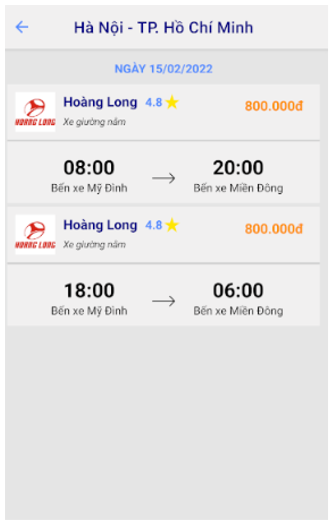 Hà Nội - TP. Hồ Chí Minh
NGÀY 15/02/2022
Hoàng Long 4.8 800.000đ
HOANG LONG Xe giường nằm
08:00 20:00
Bến xe Mỹ Đình Bến xe Miền Đông
Hoàng Long 4.8 800.000đ
HOANG LONG Xe giường nằm
18:00 06:00
Bến xe Mỹ Đình Bến xe Miền Đông